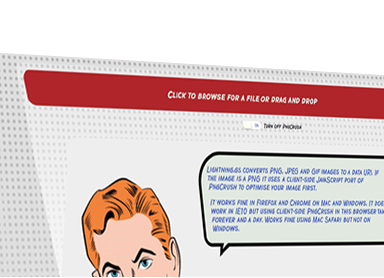 Click to browse for a file or drag and drop
Turn off PngCrush
Lightning.gs converts PNG, JPEG and GIF images to a data URI. If
the image is a PNG it uses a client-side JavaScript port of
PngCrush to optimise your image first.
It works fine in Firefox and Chrome on Mac and Windows. It does
work in IE10 but using client-side PngCrush in this browser takes
forever and a day. Works fine using Mac Safari but not on
Windows.